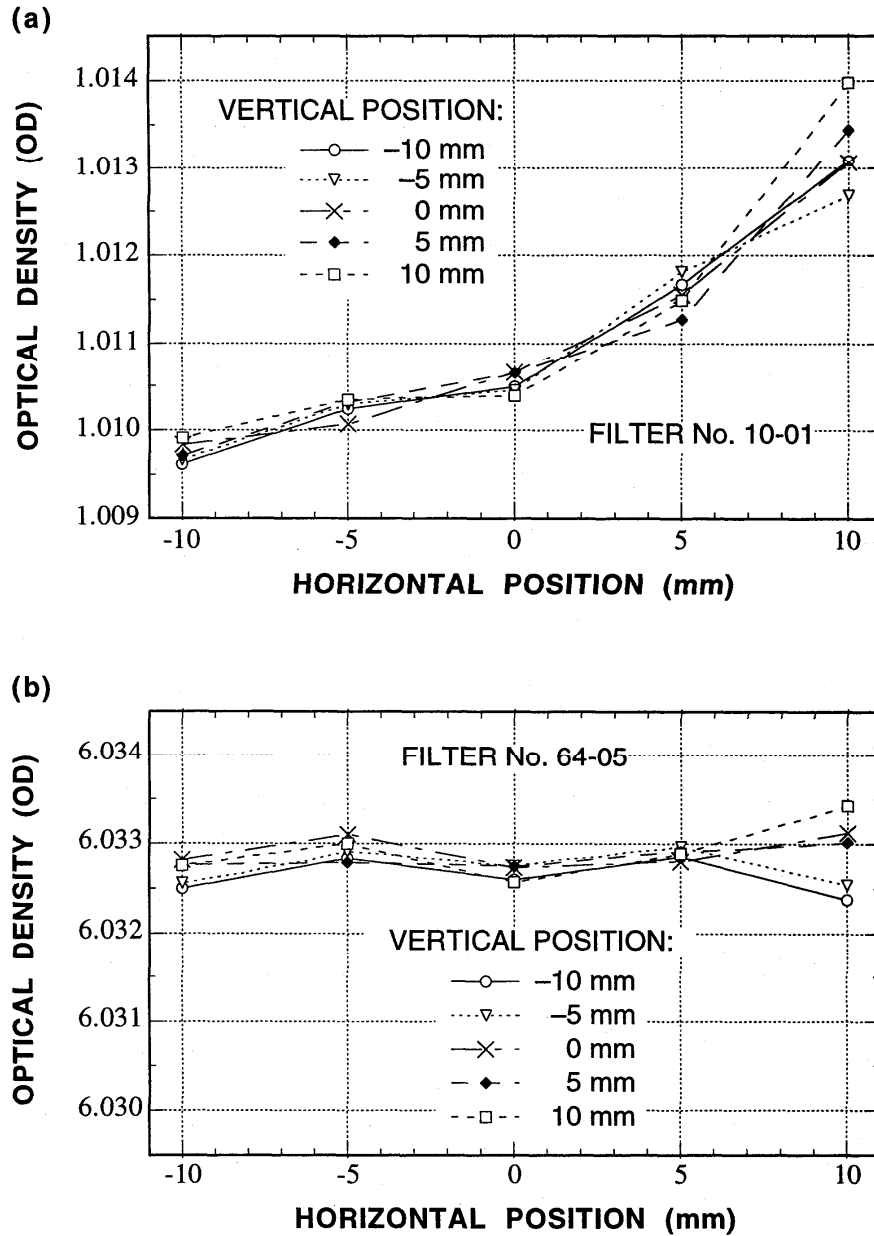 (a)
OPTICAL DENSITY (OD)
1.014
1.013
1.012
1.011
1.010
1.009
VERTICAL POSITION:
–10 mm
–5 mm
0 mm
5 mm
10 mm
FILTER No. 10-01
-10 -5 0 5 10
HORIZONTAL POSITION (mm)
(b)
OPTICAL DENSITY (OD)
6.034
6.033
6.032
6.031
6.030
FILTER No. 64-05
VERTICAL POSITION:
–10 mm
–5 mm
0 mm
5 mm
10 mm
-10 -5 0 5 10
HORIZONTAL POSITION (mm)